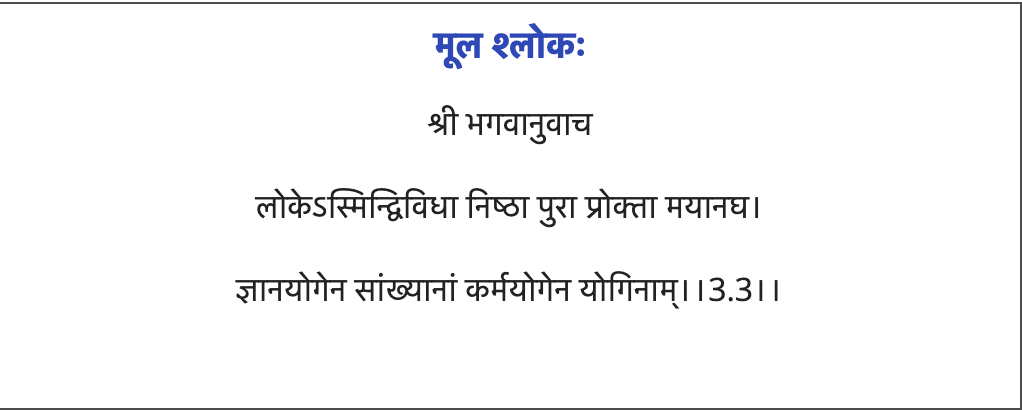 मूल श्लोकः
श्री भगवानुवाच
लोकेऽस्मिन्द्विविधा निष्ठा पुरा प्रोक्ता मयानघ।
ज्ञानयोगेन सांख्यानां कर्मयोगेन योगिनाम्।।3.3।।